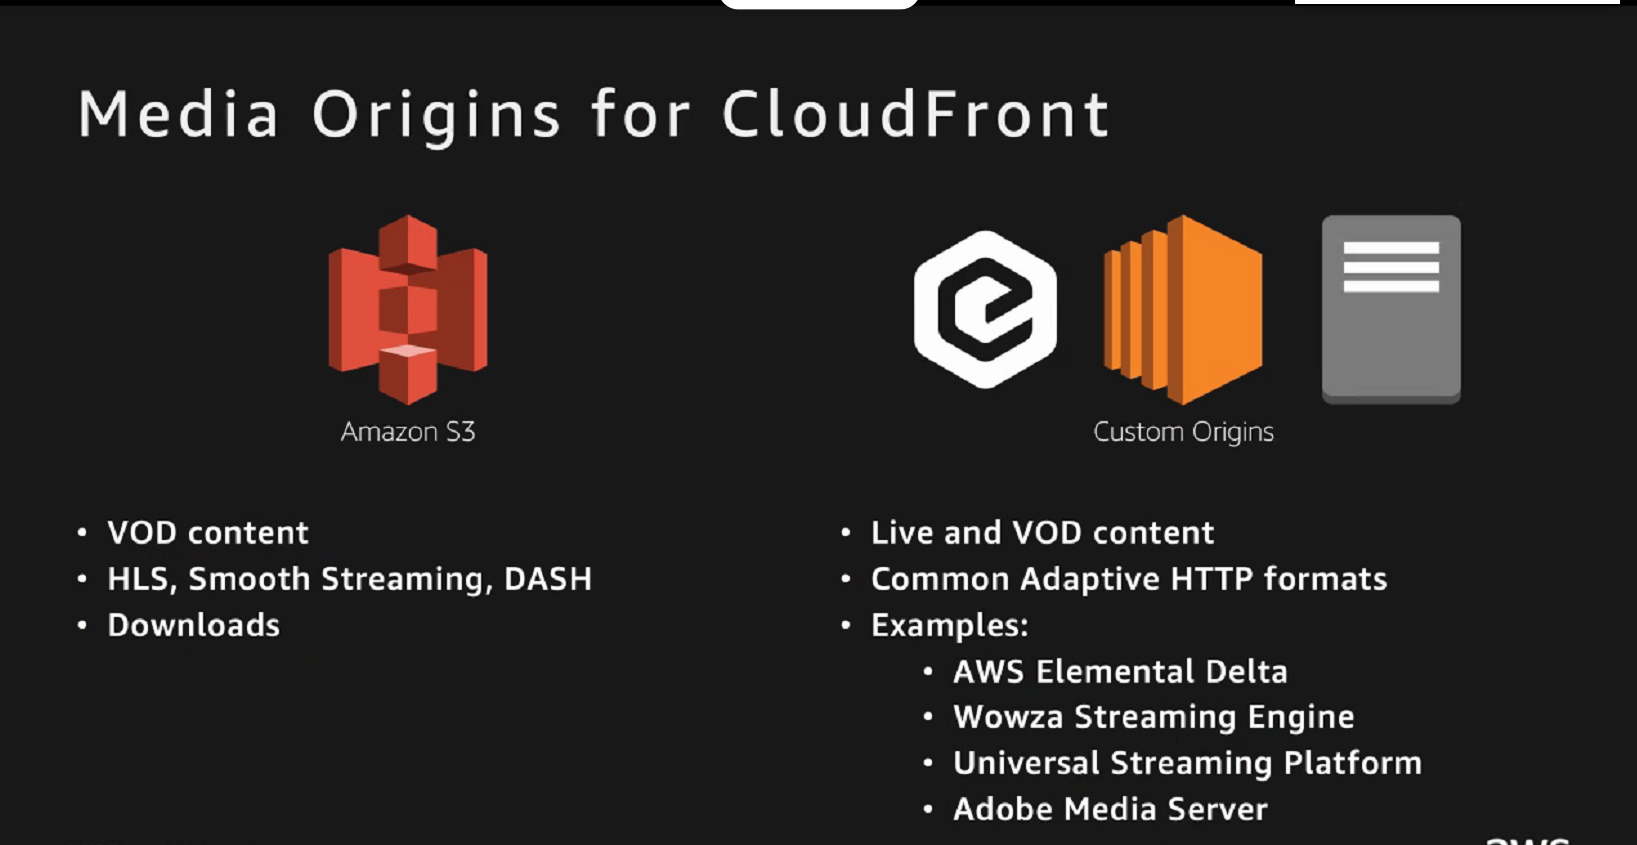 Media Origins for CloudFront
Amazon S3
• VOD content
• HLS, Smooth Streaming, DASH
• Downloads
Custom Origins
• Live and VOD content
• Common Adaptive HTTP formats
• Examples:
• AWS Elemental Delta
• Wowza Streaming Engine
• Universal Streaming Platform
• Adobe Media Server
aws